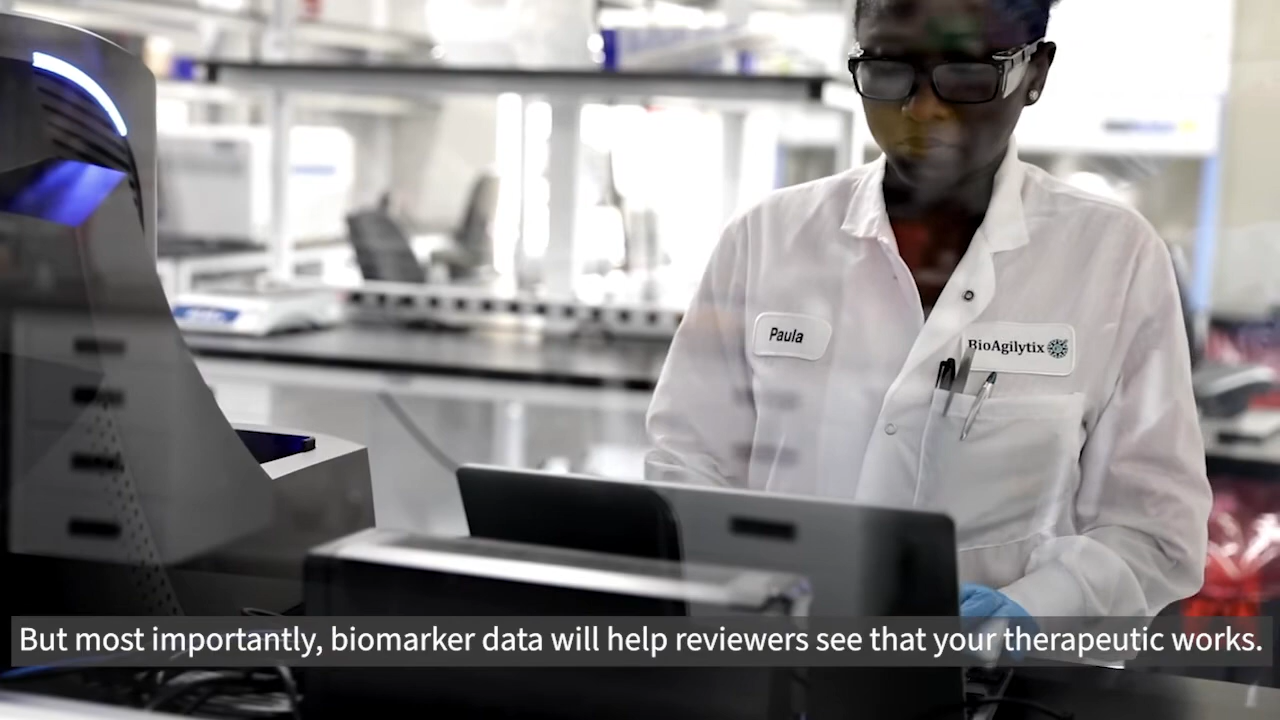 Paula
BioAgilytix
But most importantly, biomarker data will help reviewers see that your therapeutic works.